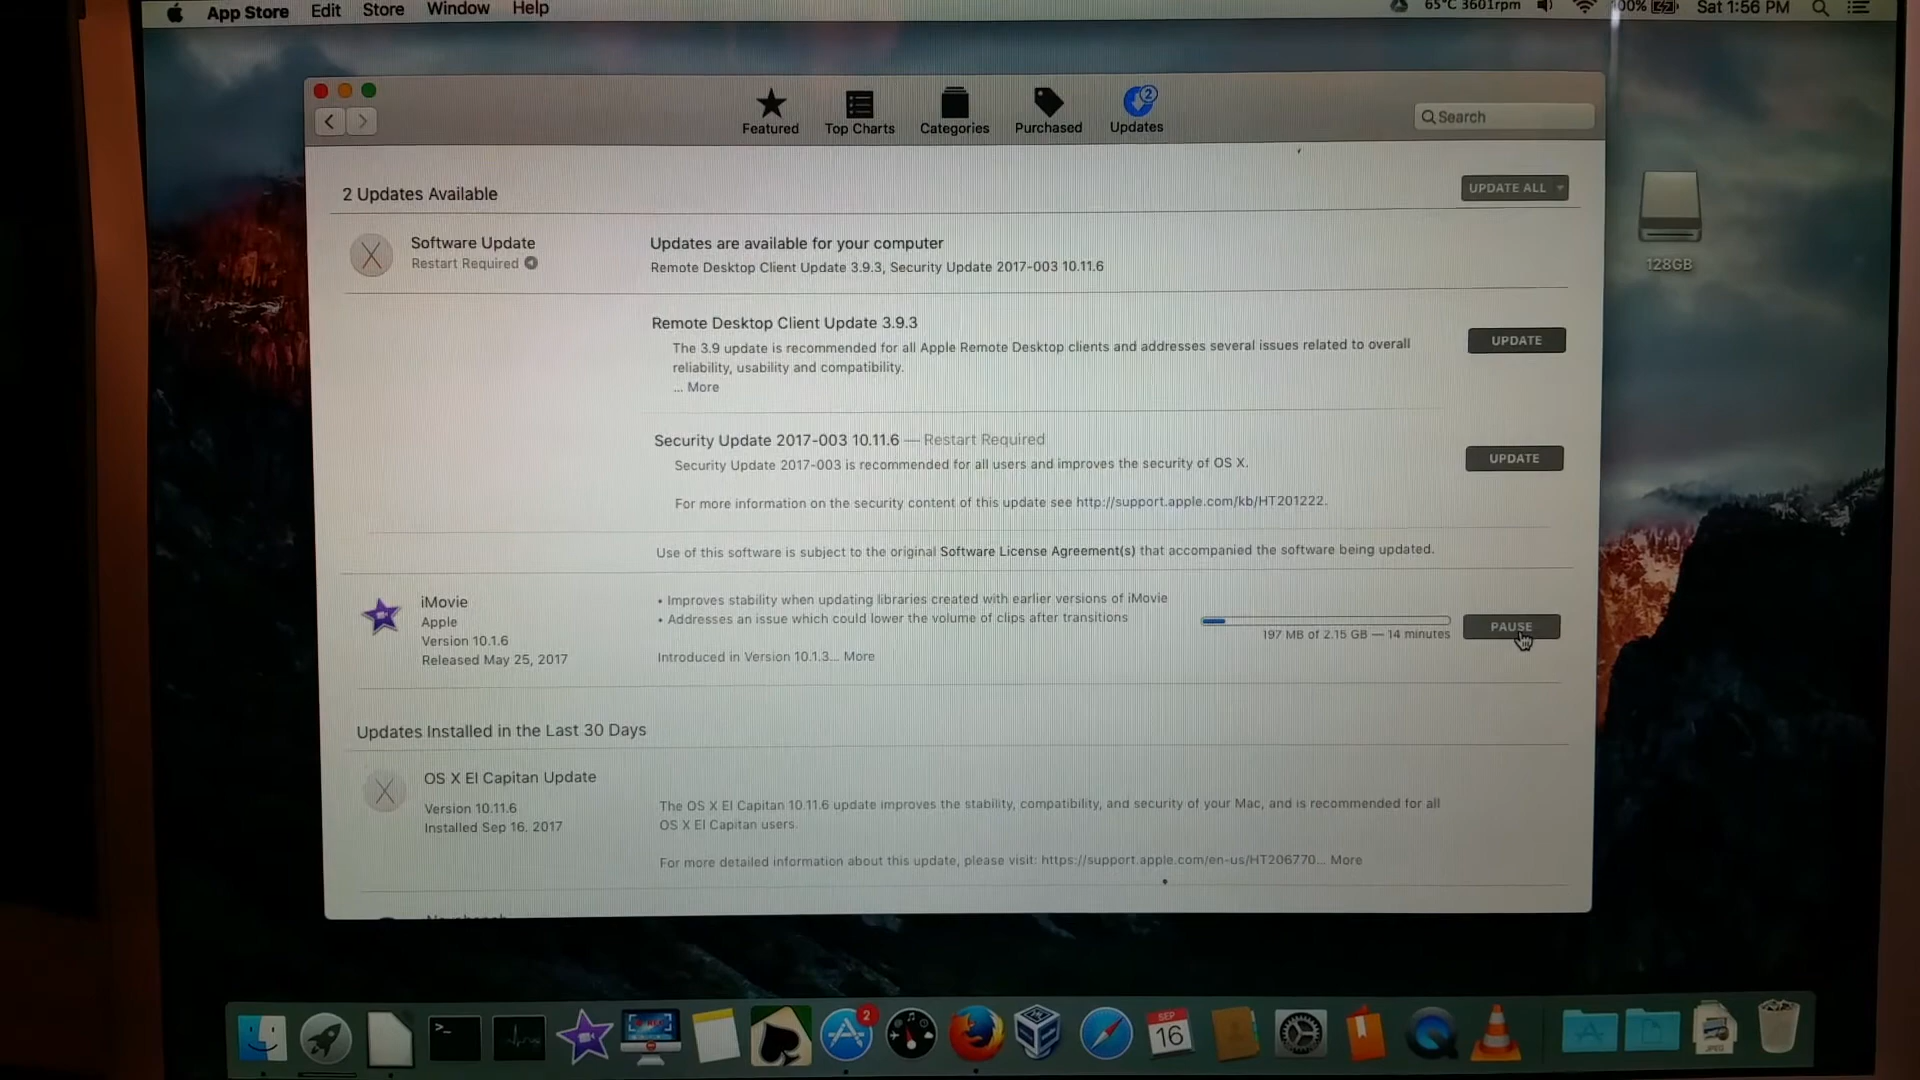 App Store Edit Store Window Help
65°C 3601rpm
Sat 1:56 PM
Featured
Top Charts
Categories
Purchased
2
Updates
Search
2 Updates Available
UPDATE ALL
Software Update
Restart Required
Updates are available for your computer
Remote Desktop Client Update 3.9.3, Security Update 2017-003 10.11.6
128GB
Remote Desktop Client Update 3.9.3
The 3.9 update is recommended for all Apple Remote Desktop clients and addresses several issues related to overall
reliability, usability and compatibility.
... More
UPDATE
Security Update 2017-003 10.11.6 — Restart Required
Security Update 2017-003 is recommended for all users and improves the security of OS X.
For more information on the security content of this update see http://support.apple.com/kb/HT201222.
UPDATE
Use of this software is subject to the original Software License Agreement(s) that accompanied the software being updated.
iMovie
Apple
Version 10.1.6
Released May 25, 2017
• Improves stability when updating libraries created with earlier versions of iMovie
• Addresses an issue which could lower the volume of clips after transitions
Introduced in Version 10.1.3... More
197 MB of 2.15 GB — 14 minutes
PAUSE
Updates Installed in the Last 30 Days
OS X El Capitan Update
Version 10.11.6
Installed Sep 16, 2017
The OS X El Capitan 10.11.6 update improves the stability, compatibility, and security of your Mac, and is recommended for all
OS X El Capitan users.
For more detailed information about this update, please visit: https://support.apple.com/en-us/HT206770... More
2
SEP
16
JPEG